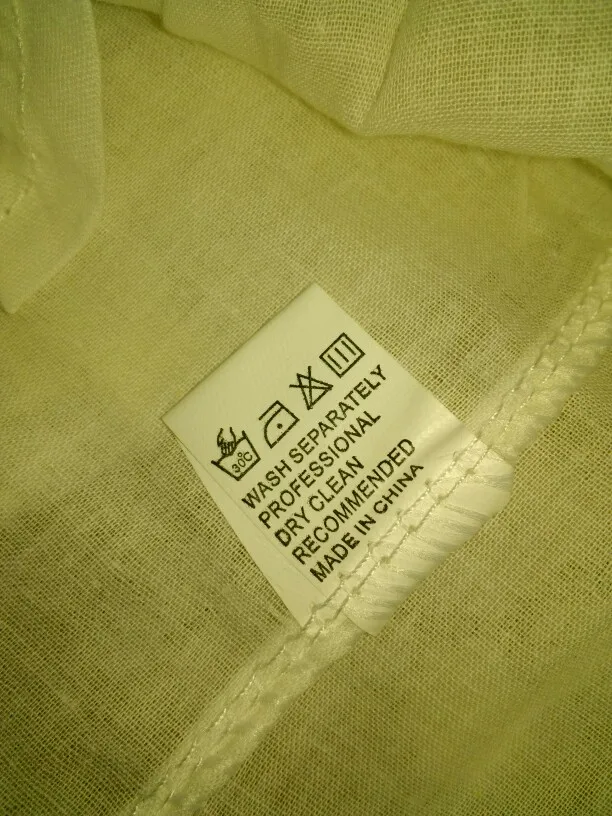 30°C
WASH SEPARATELY
PROFESSIONAL
DRY CLEAN
RECOMMENDED
MADE IN CHINA